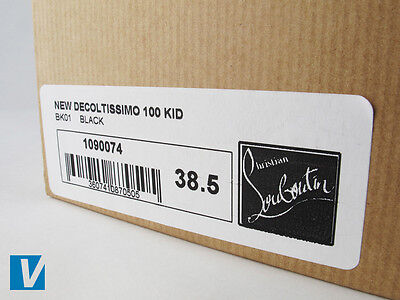 NEW DECOLTISSIMO 100 KID
BK01 BLACK
1090074
38.5
Christian
Louboutin
V